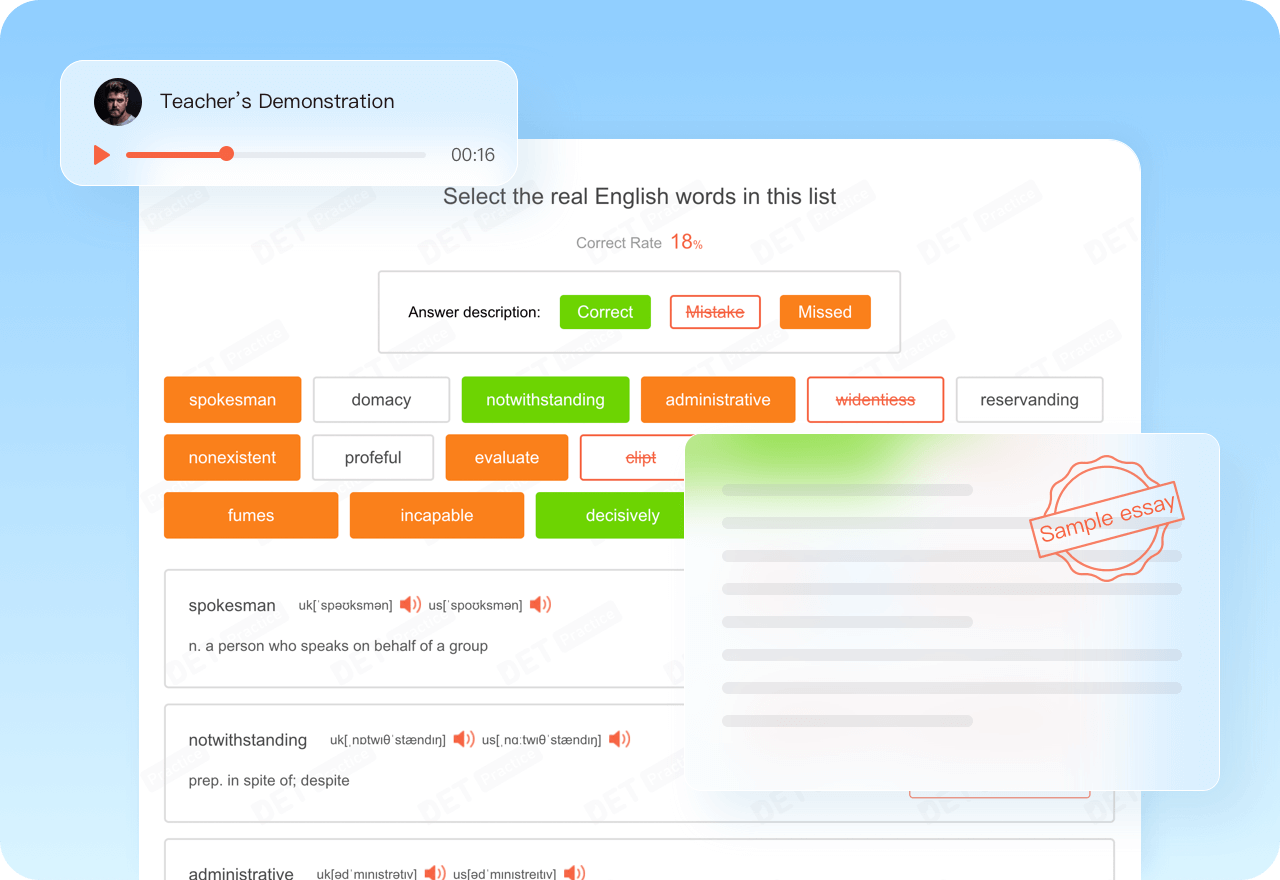 Teacher's Demonstration
00:16
Select the real English words in this list
Correct Rate 18%
Answer description: Correct Mistake Missed
spokesman domacy notwithstanding administrative widentiess reservanding
nonexistent profeful evaluate clipt
fumes incapable decisively
Sample essay
spokesman uk[ˈspəʊksmən] us[ˈspoʊksmən]
n. a person who speaks on behalf of a group
notwithstanding uk[ˌnɒtwɪθˈstændɪŋ] us[ˌnɑːtwɪθˈstændɪŋ]
prep. in spite of; despite
administrative uk[ədˈmɪnɪstrətɪv] us[ədˈmɪnɪstreɪtɪv]
DET Practice